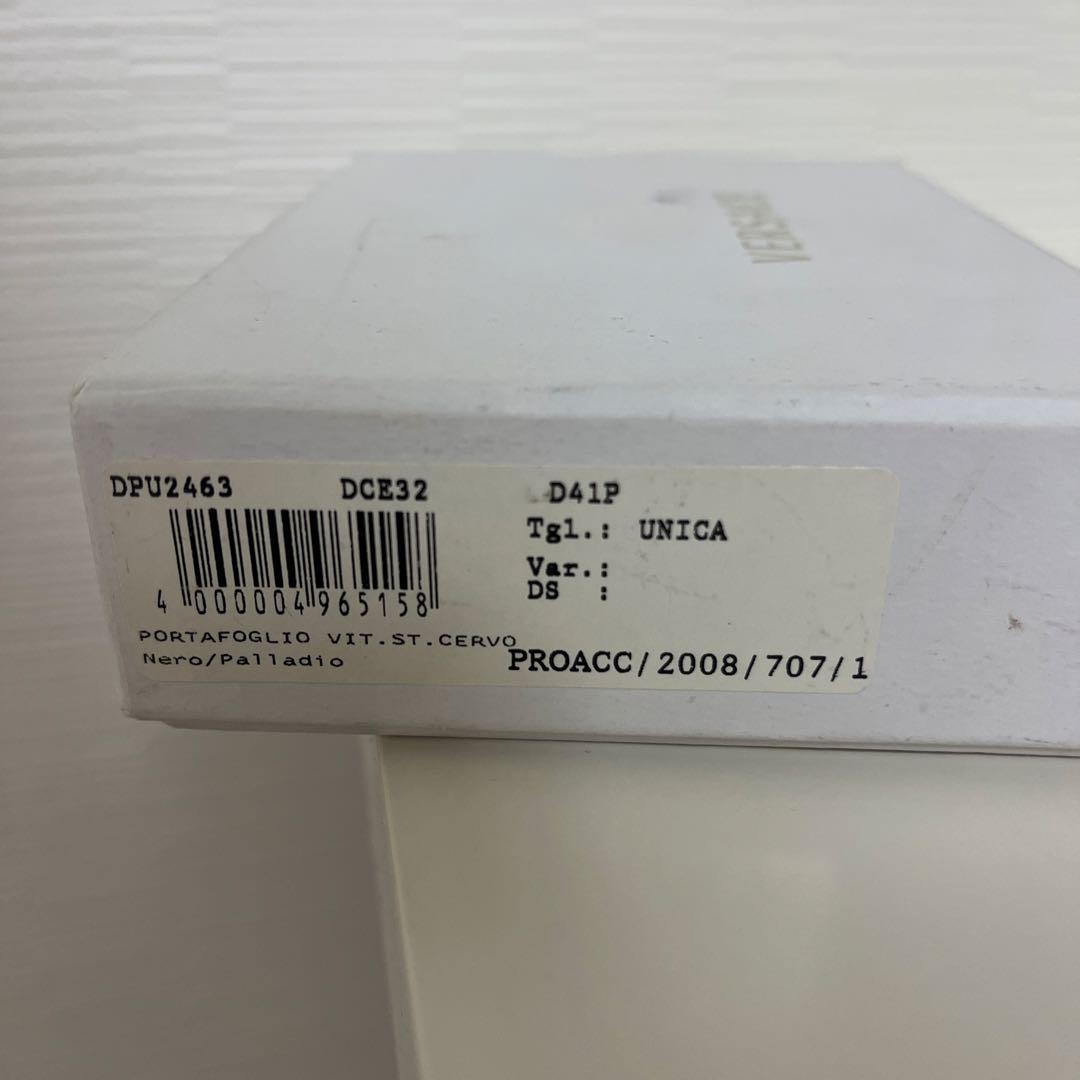 VERSACE
DPU2463 DCE32 D41P
Tgl.: UNICA
Var.:
DS :
4 000004 965158
PORTAFOGLIO VIT.ST.CERVO
Nero/Palladio
PROACC/2008/707/1